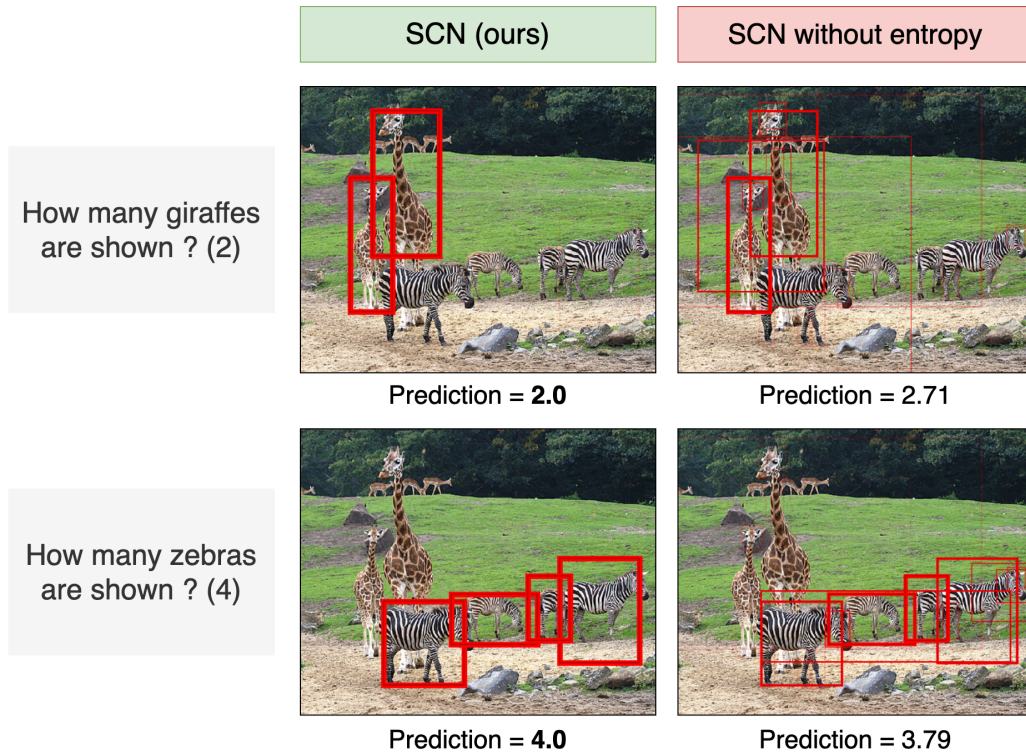 SCN (ours)
SCN without entropy
How many giraffes
are shown ? (2)
Prediction = 2.0
Prediction = 2.71
How many zebras
are shown ? (4)
Prediction = 4.0
Prediction = 3.79